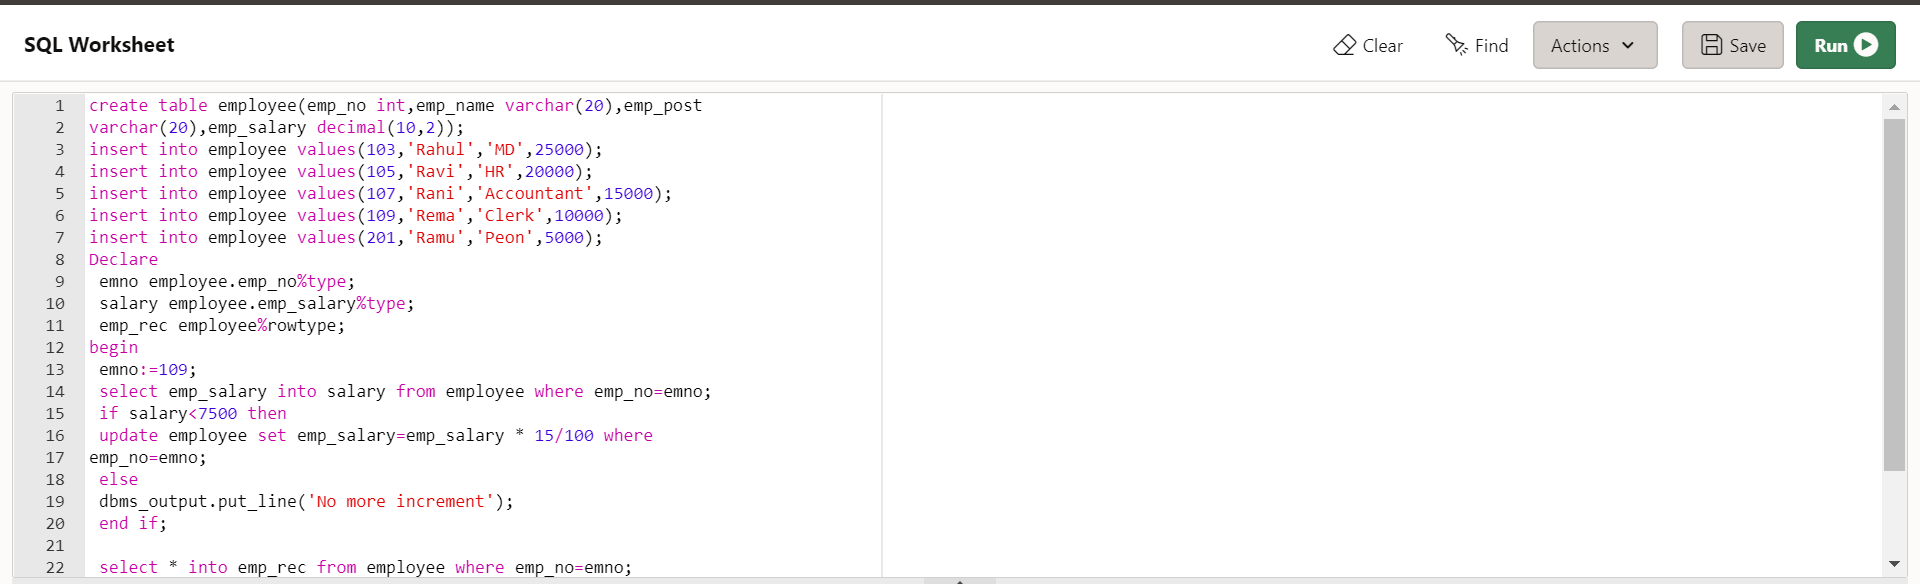 SQL Worksheet
Clear
Find
Actions
Save
Run
1 create table employee(emp_no int,emp_name varchar(20),emp_post
2 varchar(20),emp_salary decimal(10,2));
3 insert into employee values(103,'Rahul','MD',25000);
4 insert into employee values(105,'Ravi','HR',20000);
5 insert into employee values(107,'Rani','Accountant',15000);
6 insert into employee values(109,'Rema','Clerk',10000);
7 insert into employee values(201,'Ramu','Peon',5000);
8 Declare
9 emno employee.emp_no%type;
10 salary employee.emp_salary%type;
11 emp_rec employee%rowtype;
12 begin
13 emno:=109;
14 select emp_salary into salary from employee where emp_no=emno;
15 if salary<7500 then
16 update employee set emp_salary=emp_salary * 15/100 where
17 emp_no=emno;
18 else
19 dbms_output.put_line('No more increment');
20 end if;
21
22 select * into emp_rec from employee where emp_no=emno;